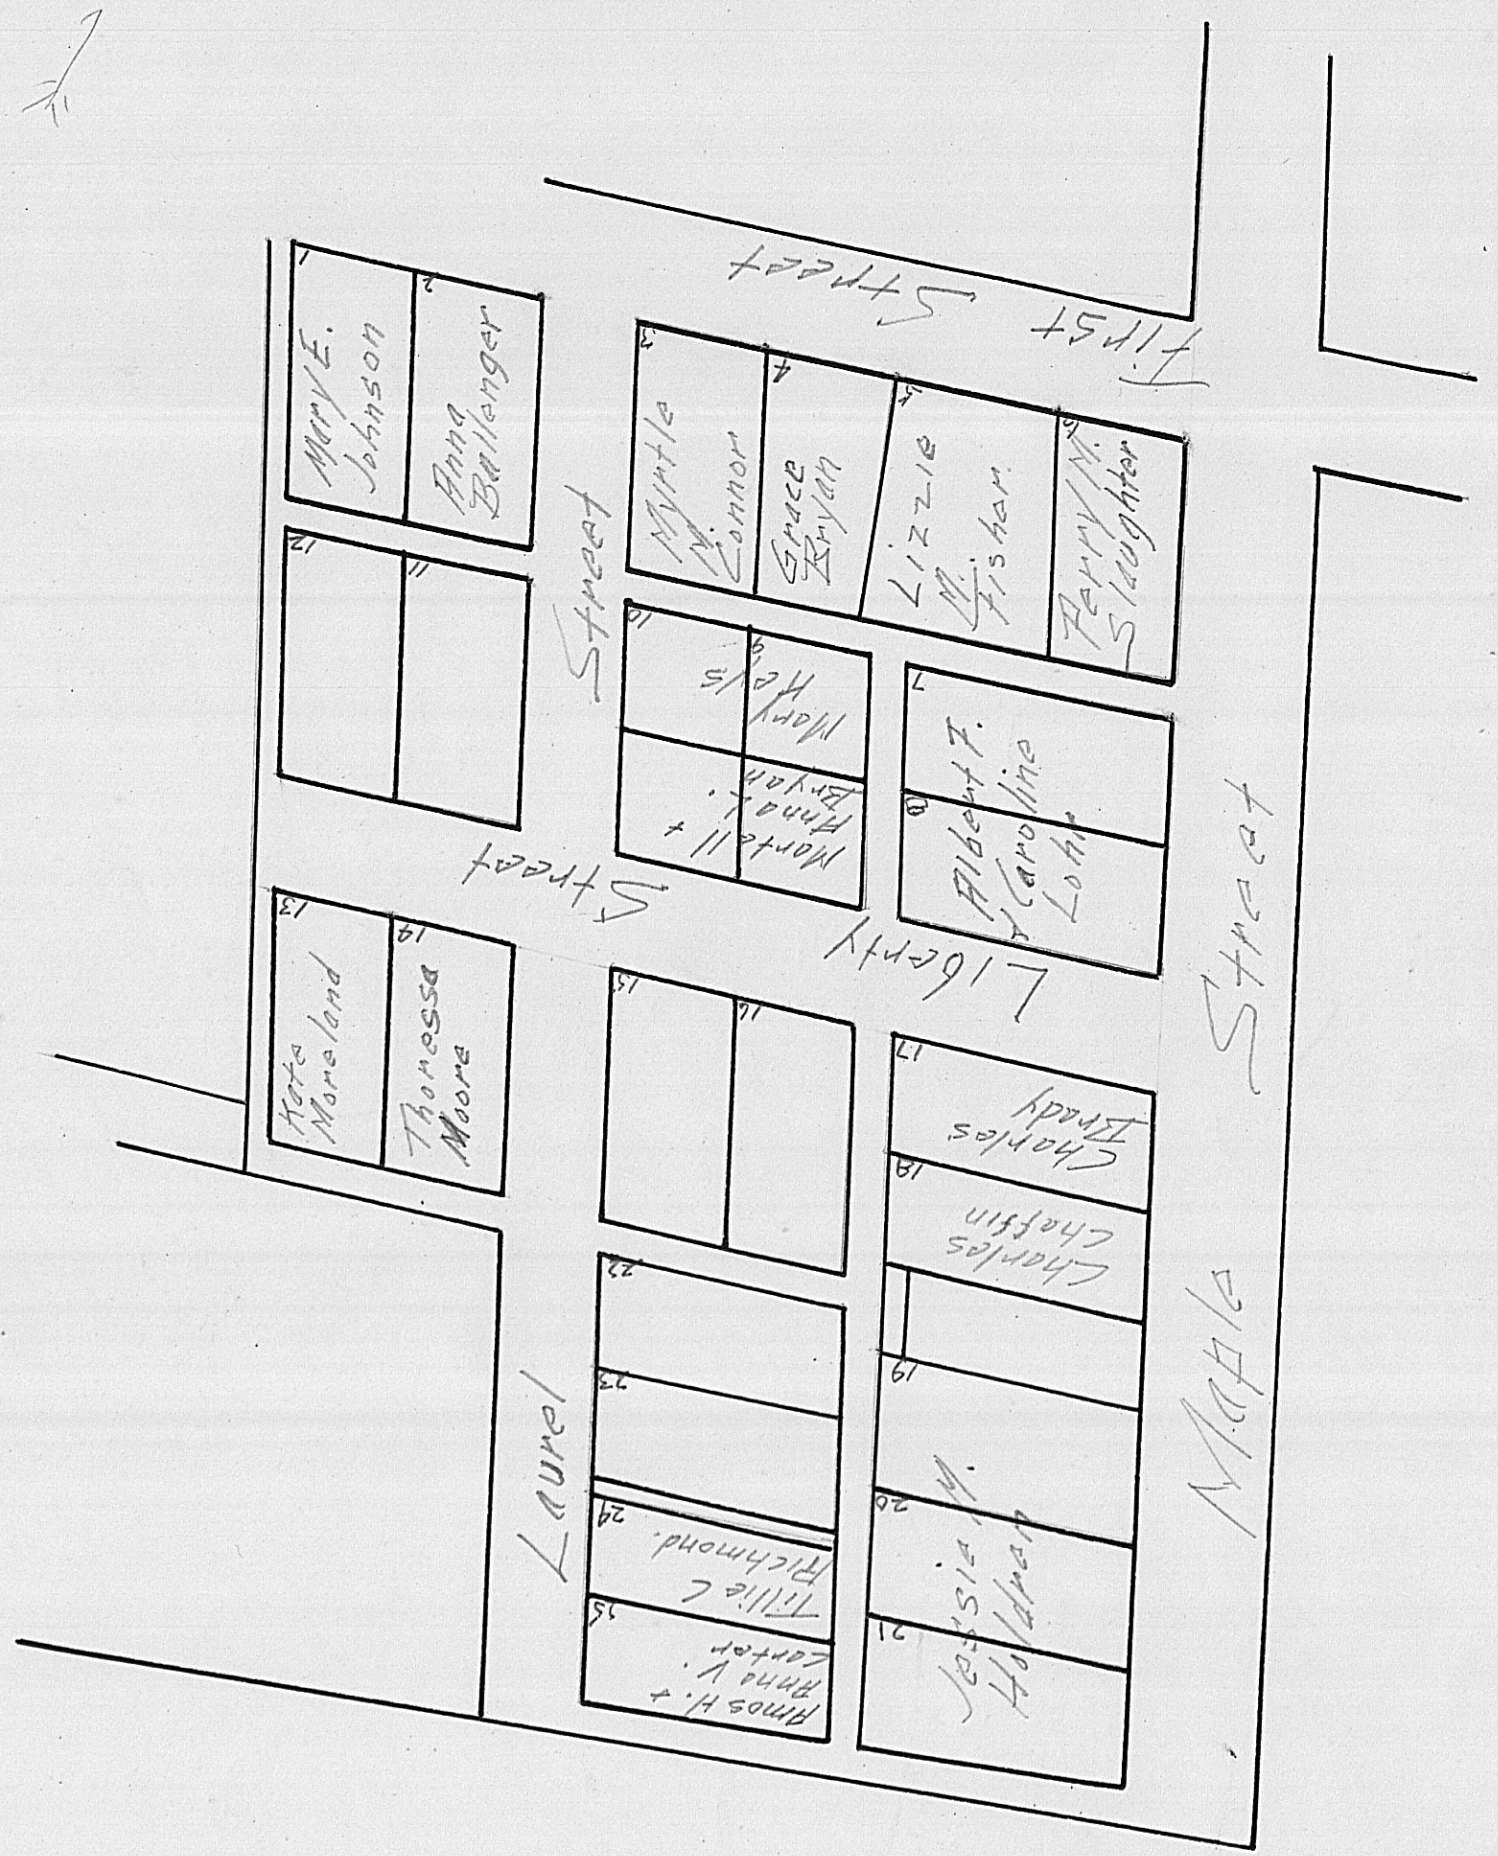 First Street
1
Mary E.
Johnson
2
Anna
Ballenger
3
Myrtle
M.
Connor
4
Grace
Bryan
5
Lizzie
M.
Fisher.
6
Perry N.
Slaughter
12
11
Street
10
9
Mary
Keys
Martell +
Anna L.
Bryan
7
8
Albert F.
+ Caroline
Lohr
Liberty Street
13
Kate
Moreland
14
Thoressa
Moore
15
16
17
Charles
Brady
18
Charles
Chaffin
19
20
21
Jessie M.
Holdren
22
23
24
Tillie C
Richmond.
25
Amos H. +
Anna V.
Carter
Laurel
Maple Street